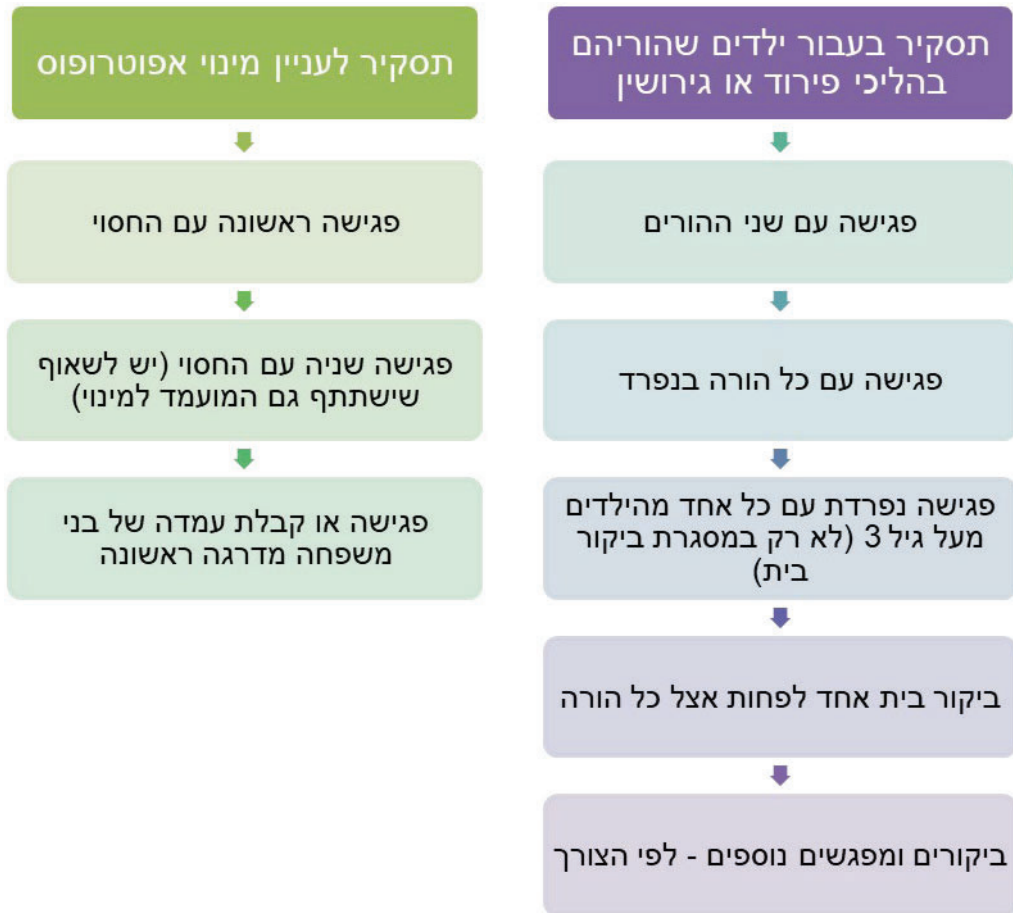 תסקיר בעבור ילדים שהוריהם
בהליכי פירוד או גירושין
פגישה עם שני ההורים
פגישה עם כל הורה בנפרד
פגישה נפרדת עם כל אחד מהילדים
מעל גיל 3 (לא רק במסגרת ביקור
בית)
ביקור בית אחד לפחות אצל כל הורה
ביקורים ומפגשים נוספים - לפי הצורך
תסקיר לעניין מינוי אפוטרופוס
פגישה ראשונה עם החסוי
פגישה שניה עם החסוי (יש לשאוף
שישתתף גם המועמד למינוי)
פגישה או קבלת עמדה של בני
משפחה מדרגה ראשונה